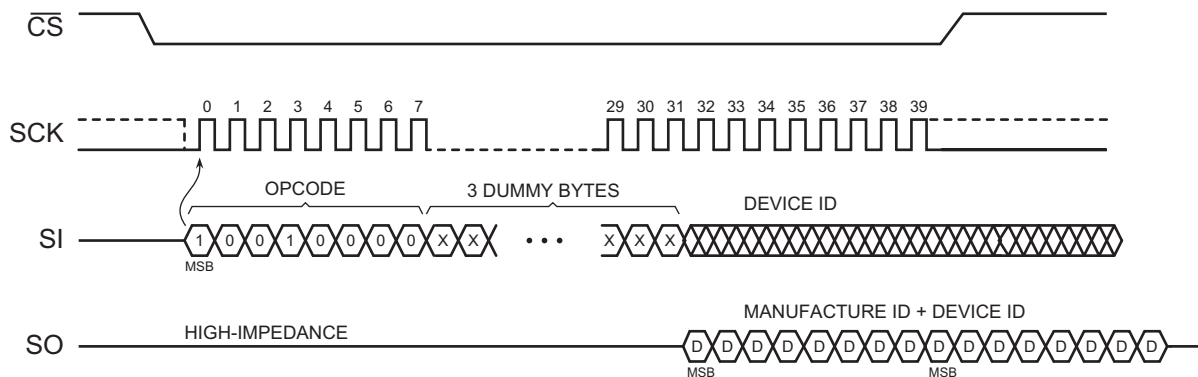 CS
SCK
0 1 2 3 4 5 6 7 29 30 31 32 33 34 35 36 37 38 39
OPCODE 3 DUMMY BYTES DEVICE ID
SI
1 0 0 1 0 0 0 0 X X • • • X X X
MSB
MANUFACTURE ID + DEVICE ID
HIGH-IMPEDANCE
SO
D D D D D D D D D D D D D D D D
MSB MSB